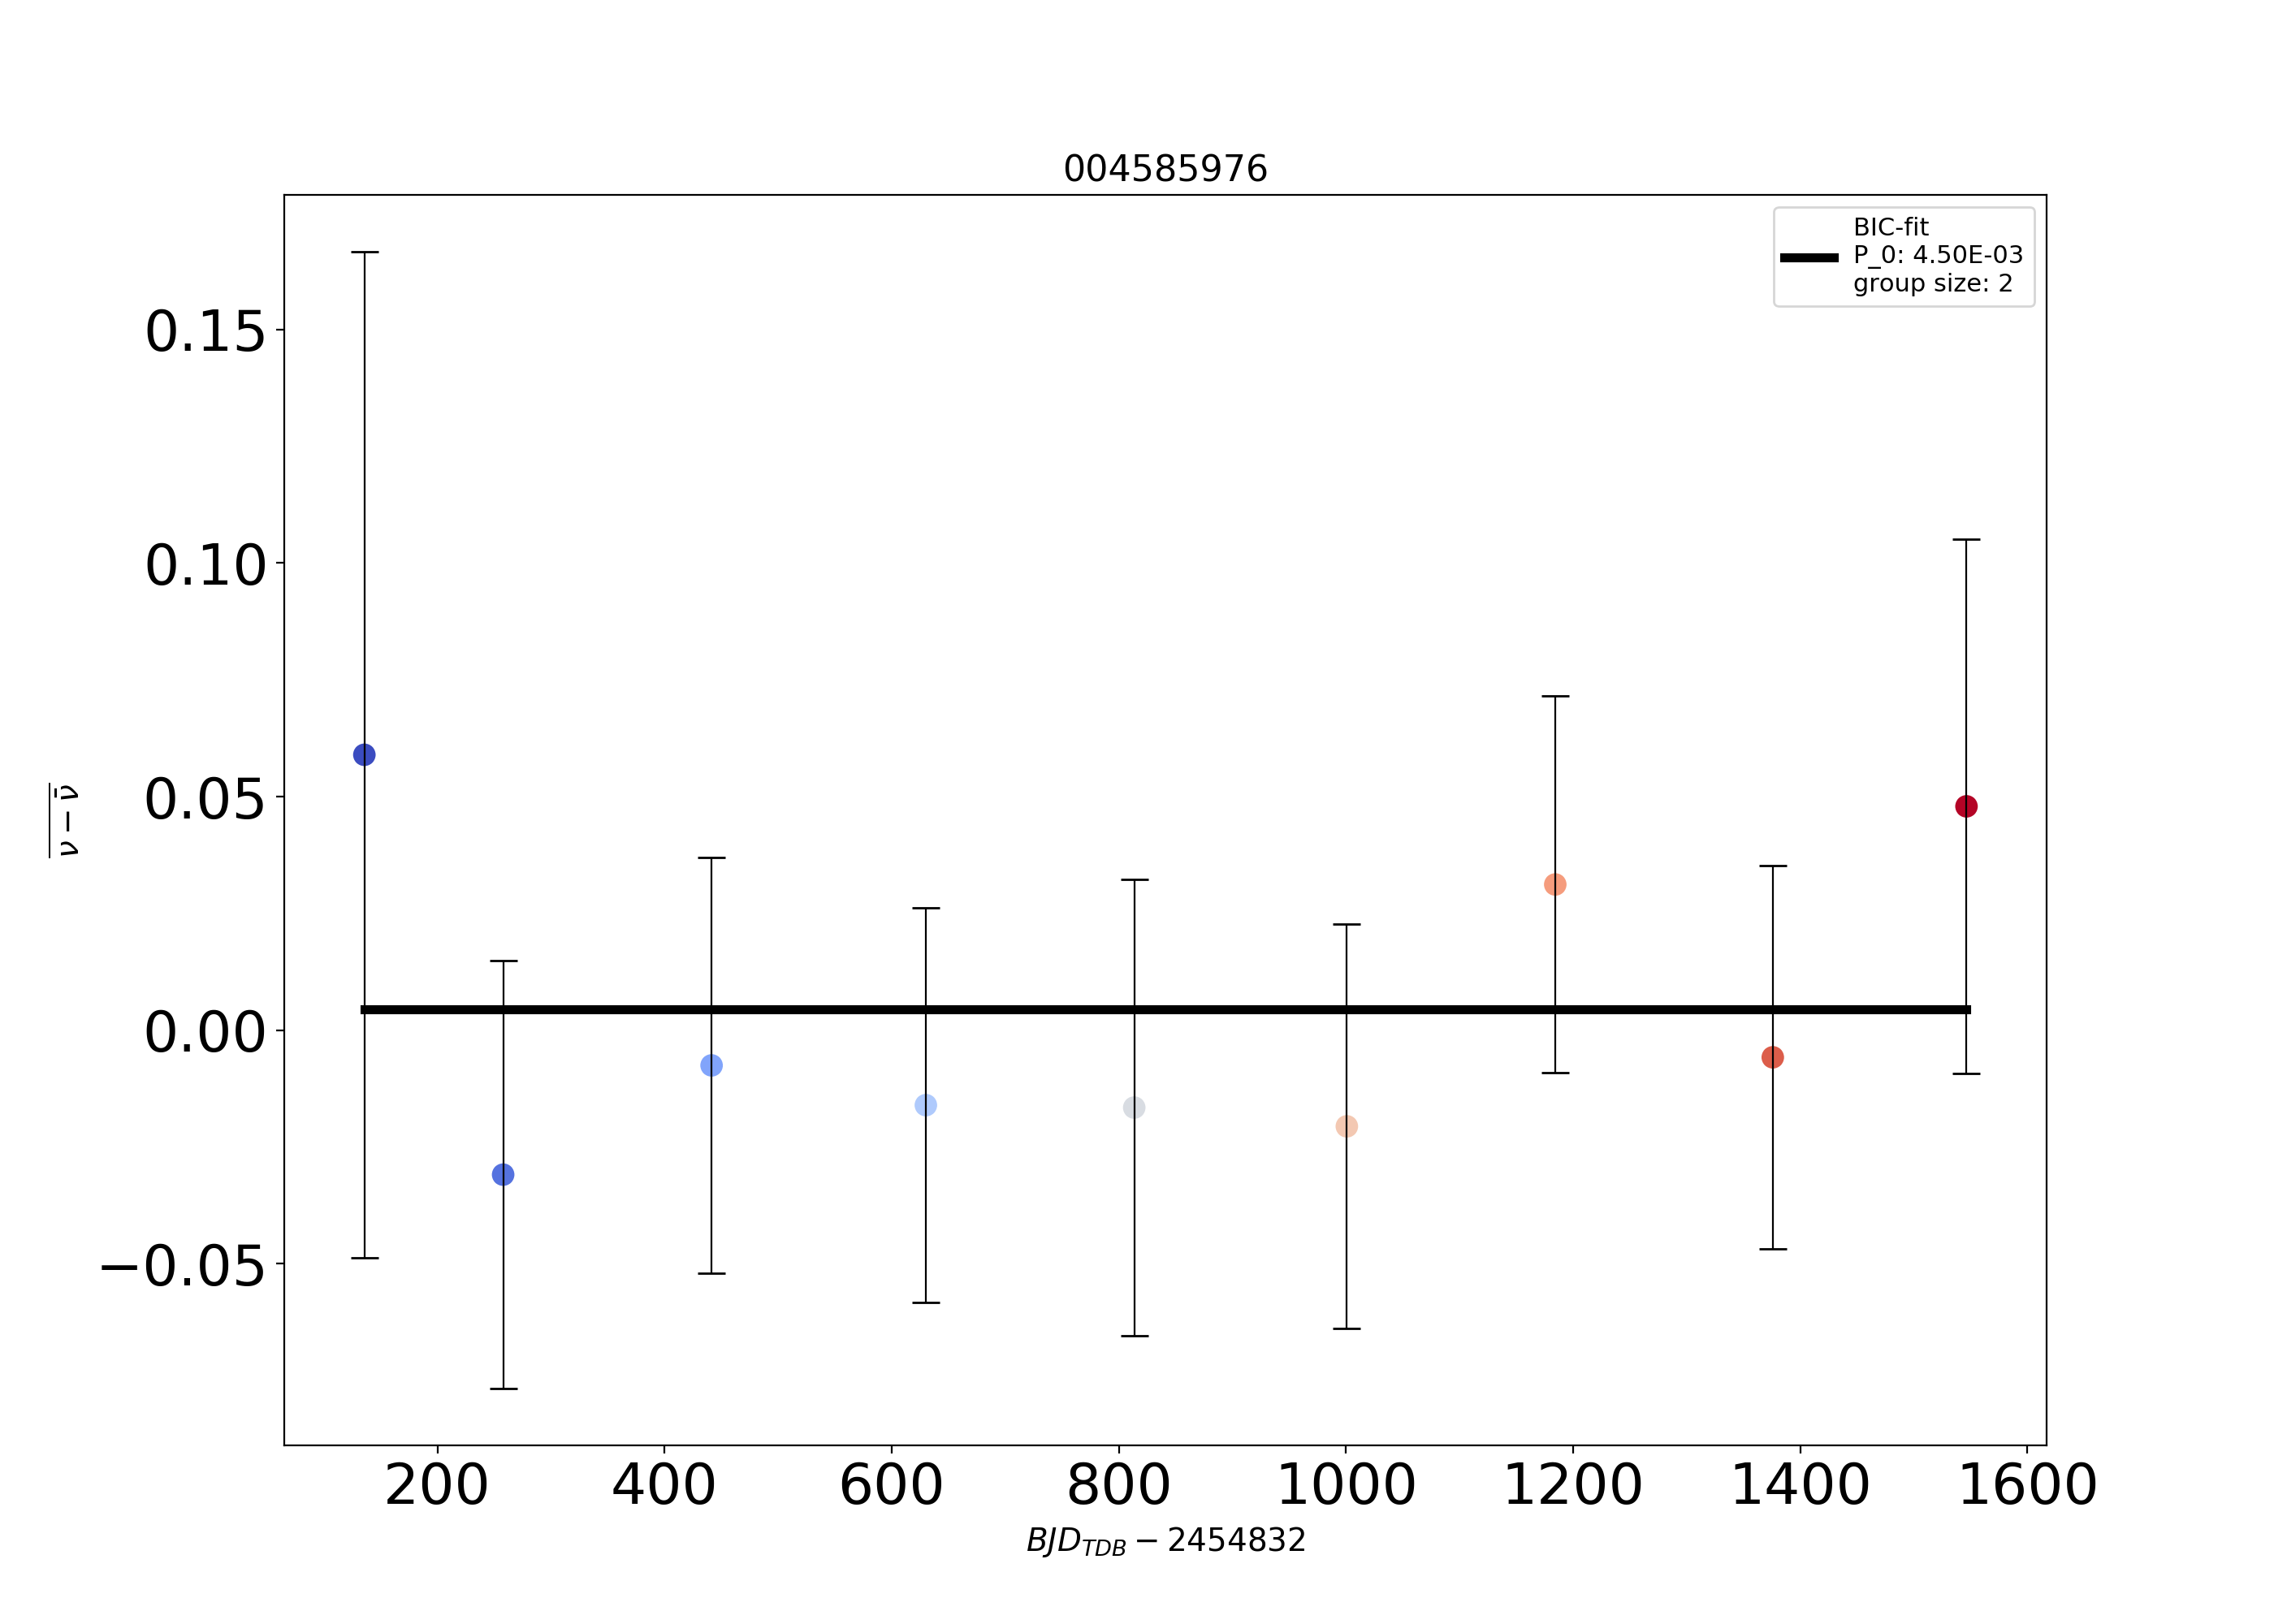 004585976
BIC-fit
P_0: 4.50E-03
group size: 2
0.15
0.10
0.05
0.00
−0.05
ν − ν̄
200 400 600 800 1000 1200 1400 1600
BJD_TDB − 2454832